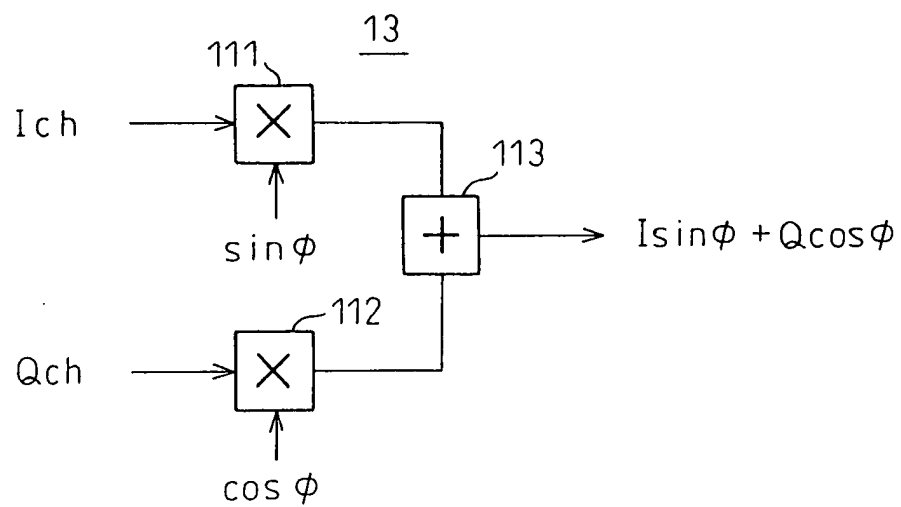 13
111
Ich
×
113
sinφ
+
Isinφ + Qcosφ
112
Qch
×
cosφ